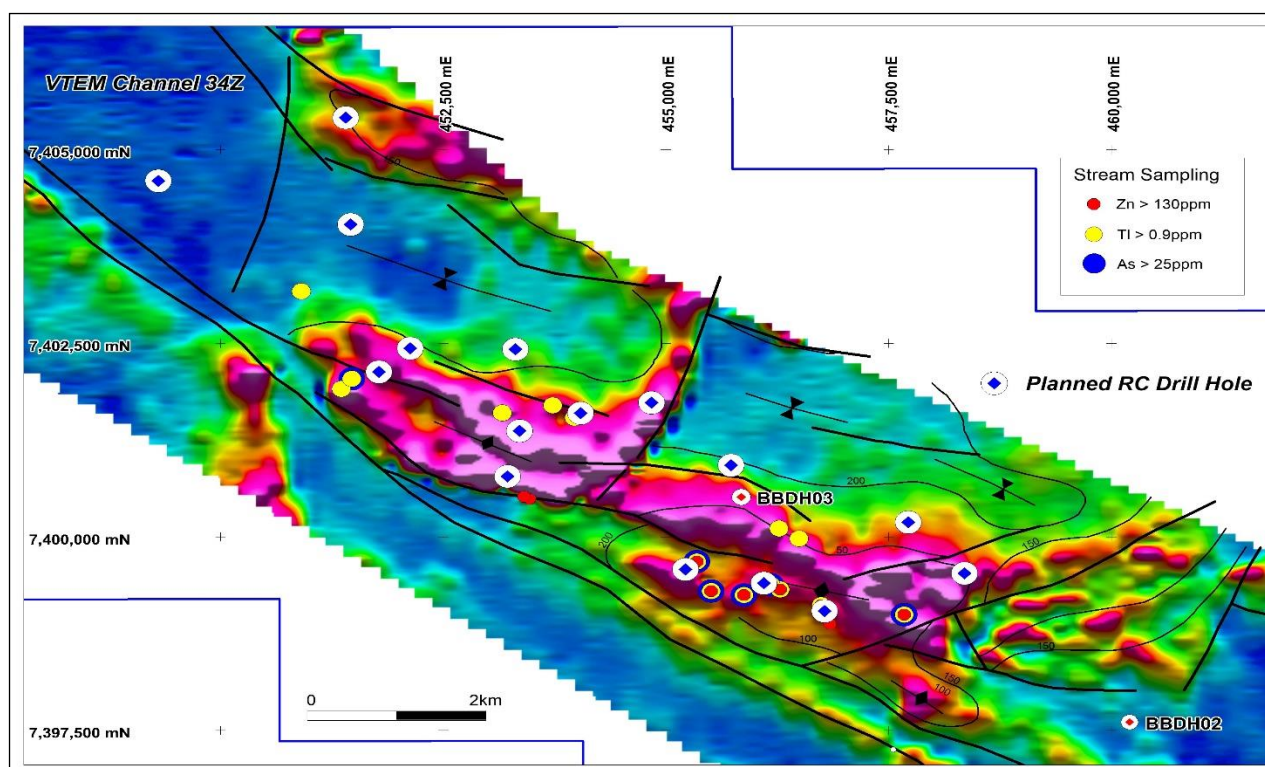 VTEM Channel 34Z
452,500 mE
455,000 mE
457,500 mE
460,000 mE
7,405,000 mN
Stream Sampling
Zn > 130ppm
Tl > 0.9ppm
As > 25ppm
7,402,500 mN
Planned RC Drill Hole
200
BBDH03
7,400,000 mN
200
50
150
100
150
150
100
0
2km
BBDH02
7,397,500 mN